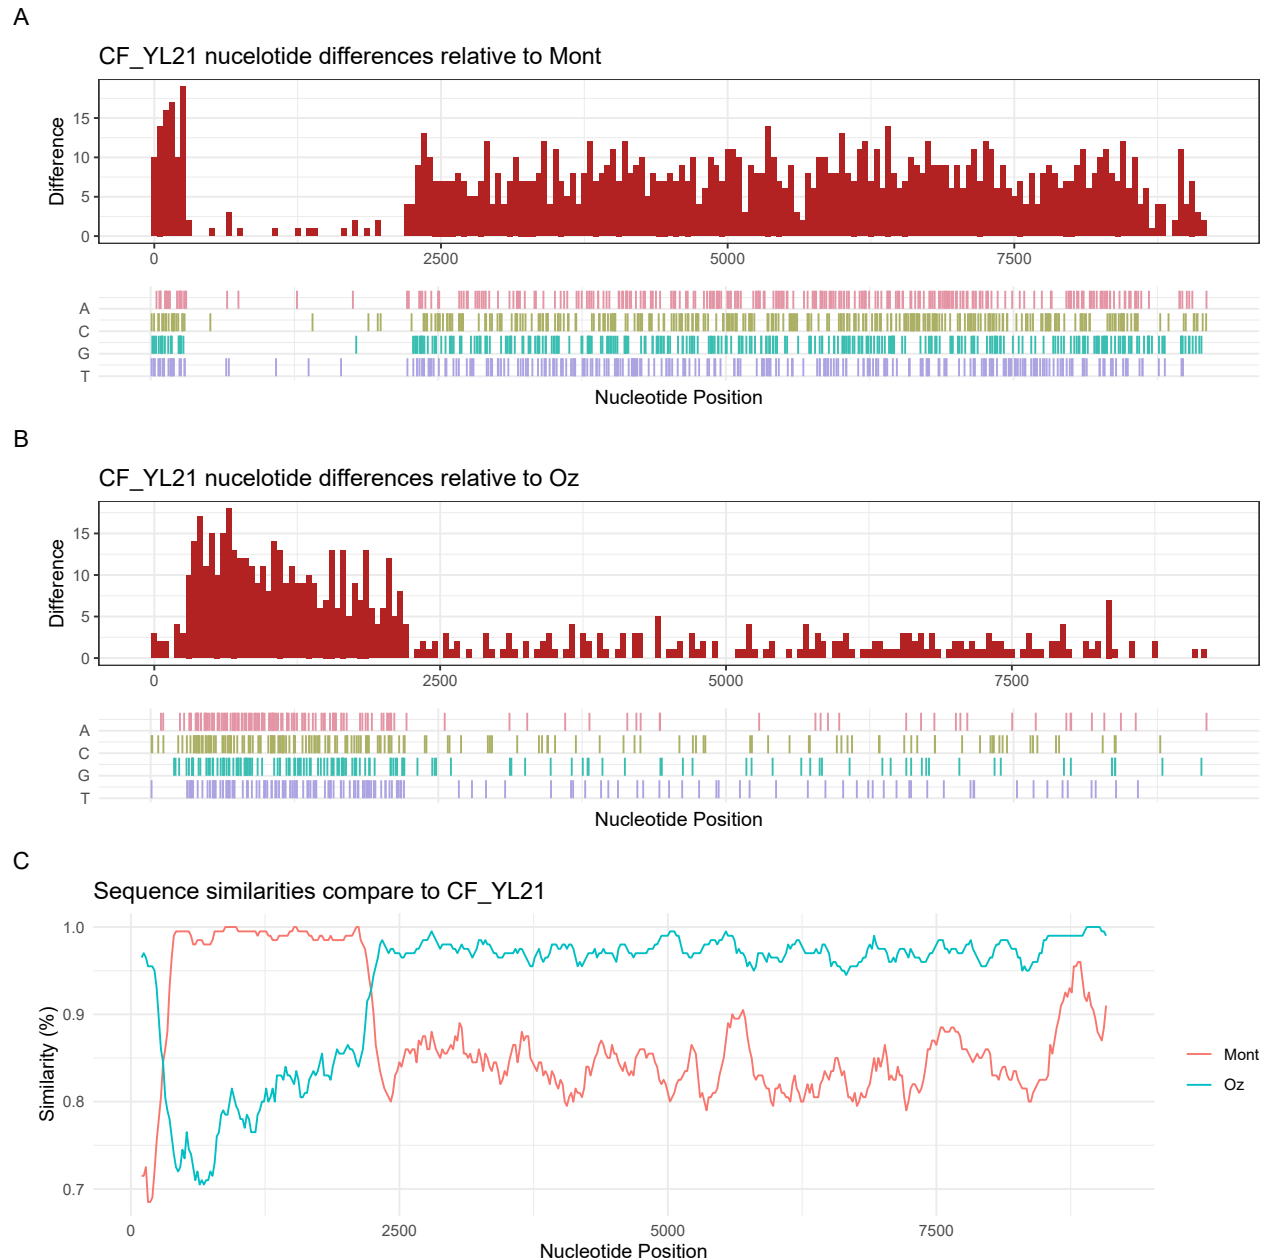 A
CF_YL21 nucelotide differences relative to Mont
Difference
15
10
5
0
0 2500 5000 7500
A
C
G
T
Nucleotide Position
B
CF_YL21 nucelotide differences relative to Oz
Difference
15
10
5
0
0 2500 5000 7500
A
C
G
T
Nucleotide Position
C
Sequence similarities compare to CF_YL21
Similarity (%)
1.0
0.9
0.8
0.7
0 2500 5000 7500
Nucleotide Position
Mont
Oz